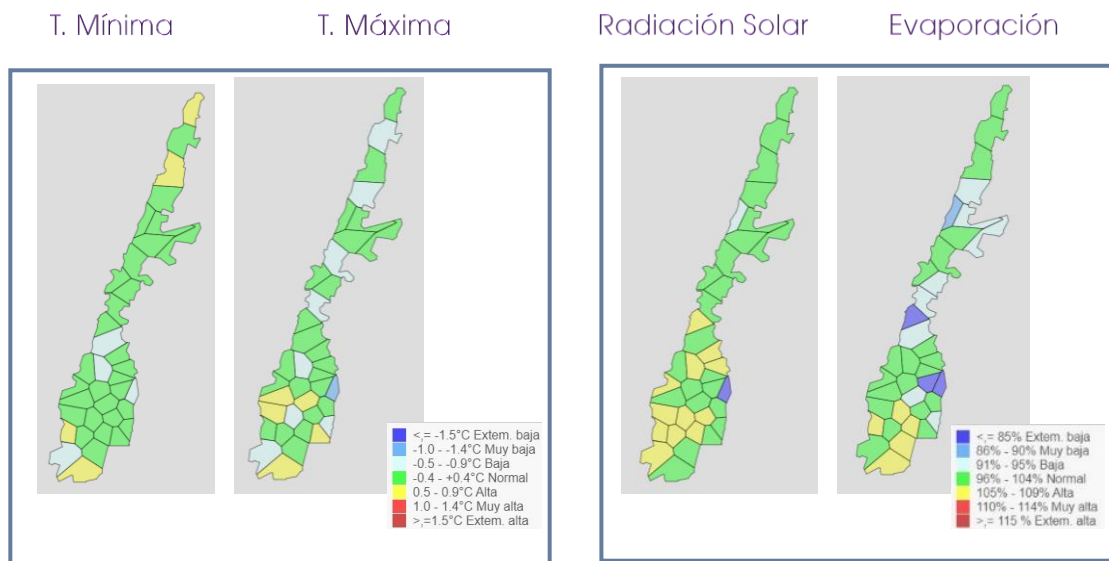 T. Mínima
T. Máxima
Radiación Solar
Evaporación
<,= -1.5°C Extem. baja
-1.0 - -1.4°C Muy baja
-0.5 - -0.9°C Baja
-0.4 - +0.4°C Normal
0.5 - 0.9°C Alta
1.0 - 1.4°C Muy alta
>,=1.5°C Extem. alta
<,= 85% Extem. baja
86% - 90% Muy baja
91% - 95% Baja
96% - 104% Normal
105% - 109% Alta
110% - 114% Muy alta
>,= 115 % Extem. alta